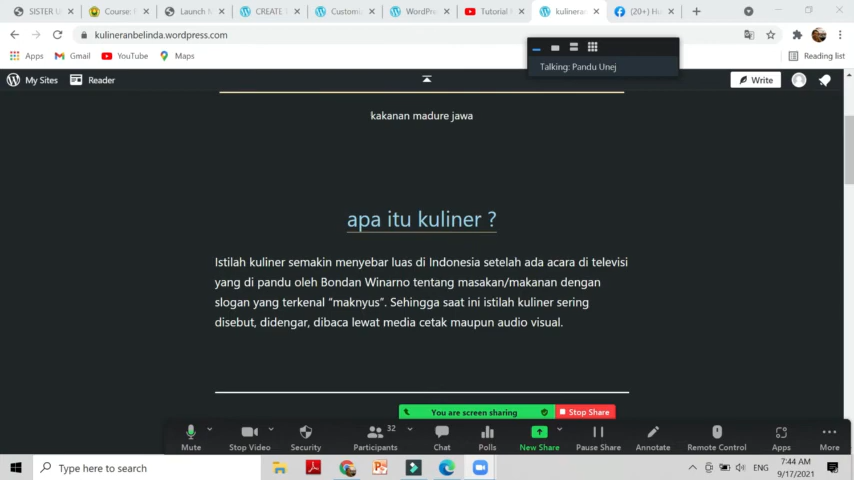 SISTER U
Course: F
Launch M
CREATE S
Customiz
WordPre
Tutorial M
kulineran
(20+) Hu
kulineranbelinda.wordpress.com
Apps
Gmail
YouTube
Maps
Reading list
Talking: Pandu Unej
My Sites
Reader
Write
kakanan madure jawa
apa itu kuliner ?
Istilah kuliner semakin menyebar luas di Indonesia setelah ada acara di televisi
yang di pandu oleh Bondan Winarno tentang masakan/makanan dengan
slogan yang terkenal “maknyus”. Sehingga saat ini istilah kuliner sering
disebut, didengar, dibaca lewat media cetak maupun audio visual.
You are screen sharing
Stop Share
32
Mute
Stop Video
Security
Participants
Chat
Polls
New Share
Pause Share
Annotate
Remote Control
Apps
More
Type here to search
ENG
7:44 AM
9/17/2021